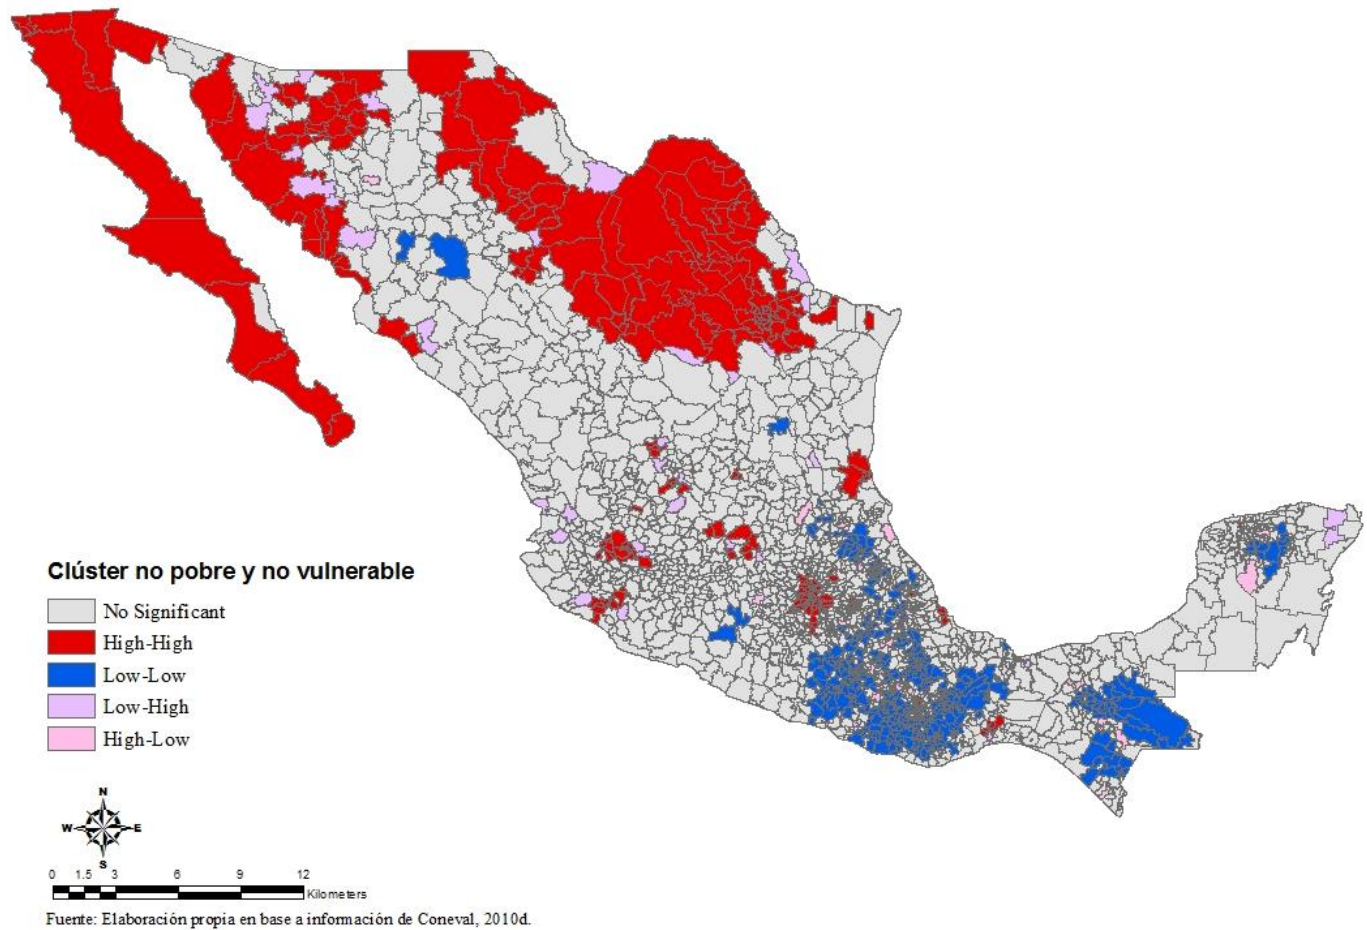 Clúster no pobre y no vulnerable
No Significant
High-High
Low-Low
Low-High
High-Low
N
W E
S
0 1.5 3 6 9 12
Kilometers
Fuente: Elaboración propia en base a información de Coneval, 2010d.